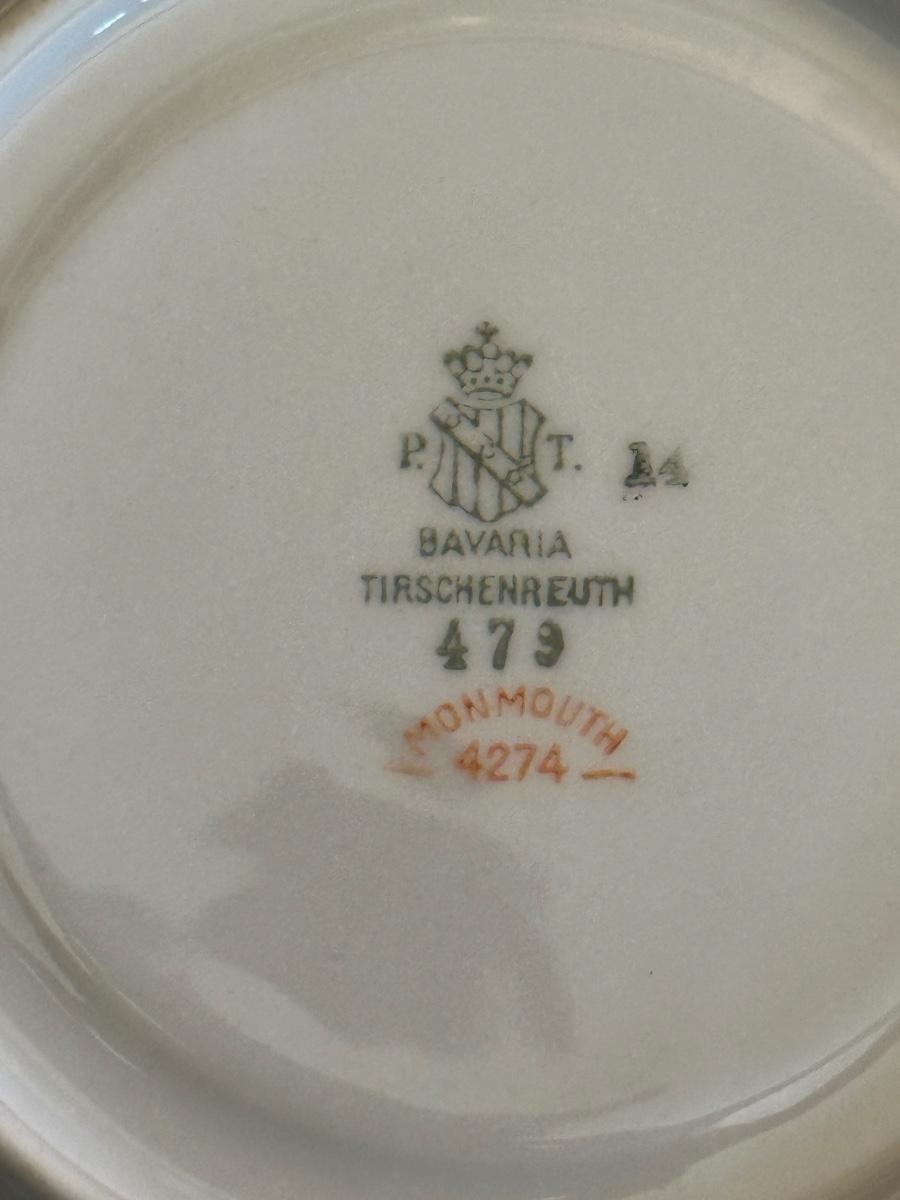 P. T.
BAVARIA
TIRSCHENREUTH
479
MONMOUTH
4274